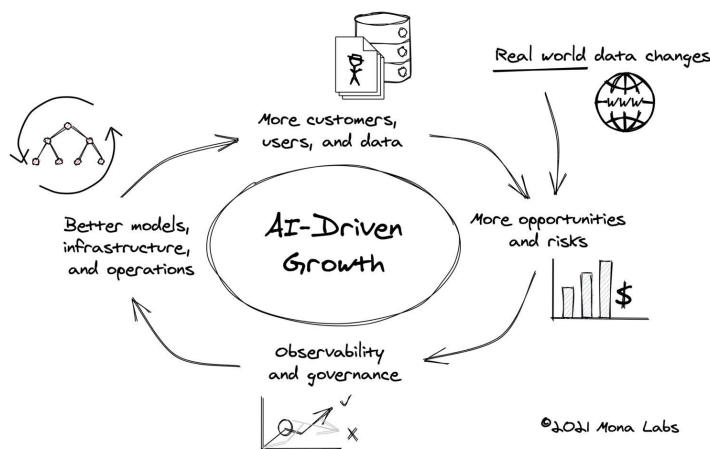 Real world data changes
www
More customers,
users, and data
Better models,
infrastructure,
and operations
AI-Driven
Growth
More opportunities
and risks
$
Observability
and governance
©2021 Mona Labs